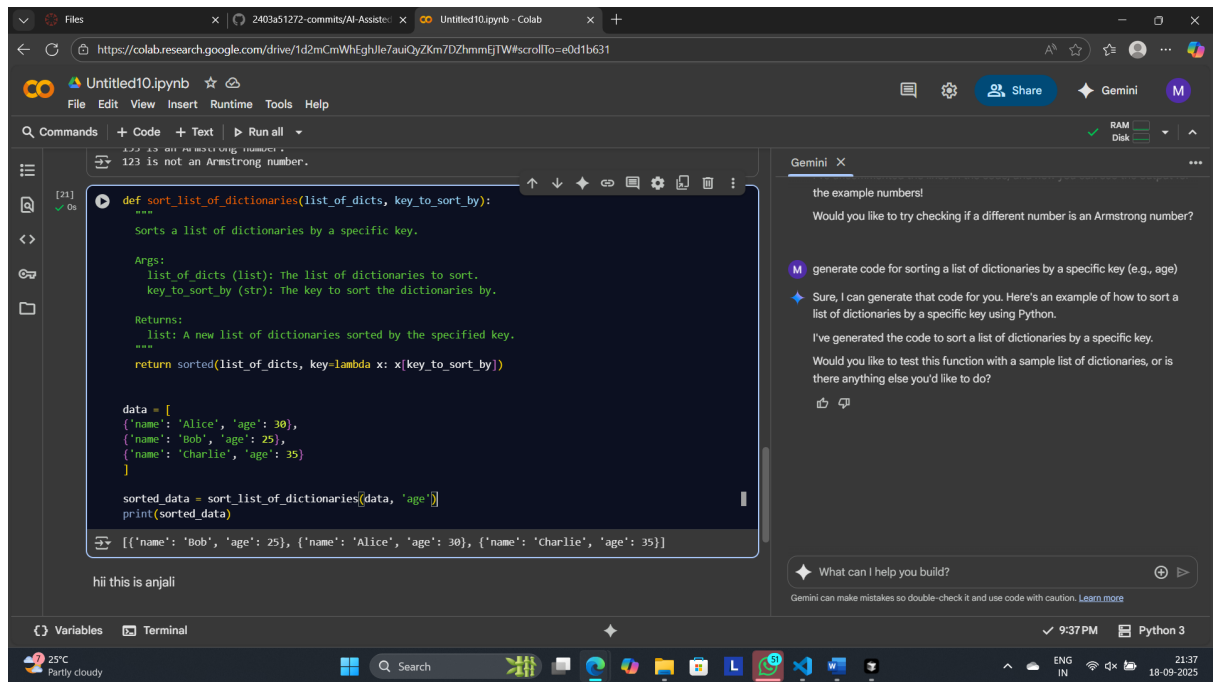 Files
2403a51272-commits/AI-Assisted
Untitled10.ipynb - Colab
https://colab.research.google.com/drive/1d2mCmWhEghJIe7auiQyZKm7DZhmmEjTW#scrollTo=e0d1b631
Untitled10.ipynb
File Edit View Insert Runtime Tools Help
Share
Gemini
M
Commands + Code + Text Run all
RAM
Disk
153 is an Armstrong number.
123 is not an Armstrong number.
[21]
0s
def sort_list_of_dictionaries(list_of_dicts, key_to_sort_by):
"""
Sorts a list of dictionaries by a specific key.
Args:
list_of_dicts (list): The list of dictionaries to sort.
key_to_sort_by (str): The key to sort the dictionaries by.
Returns:
list: A new list of dictionaries sorted by the specified key.
"""
return sorted(list_of_dicts, key=lambda x: x[key_to_sort_by])
data = [
{'name': 'Alice', 'age': 30},
{'name': 'Bob', 'age': 25},
{'name': 'Charlie', 'age': 35}
]
sorted_data = sort_list_of_dictionaries(data, 'age')
print(sorted_data)
[{'name': 'Bob', 'age': 25}, {'name': 'Alice', 'age': 30}, {'name': 'Charlie', 'age': 35}]
hii this is anjali
Gemini
the example numbers!
Would you like to try checking if a different number is an Armstrong number?
M
generate code for sorting a list of dictionaries by a specific key (e.g., age)
Sure, I can generate that code for you. Here's an example of how to sort a
list of dictionaries by a specific key using Python.
I've generated the code to sort a list of dictionaries by a specific key.
Would you like to test this function with a sample list of dictionaries, or is
there anything else you'd like to do?
What can I help you build?
Gemini can make mistakes so double-check it and use code with caution. Learn more
Variables Terminal
9:37 PM Python 3
7
25°C
Partly cloudy
Search
L
51
ENG
IN
21:37
18-09-2025